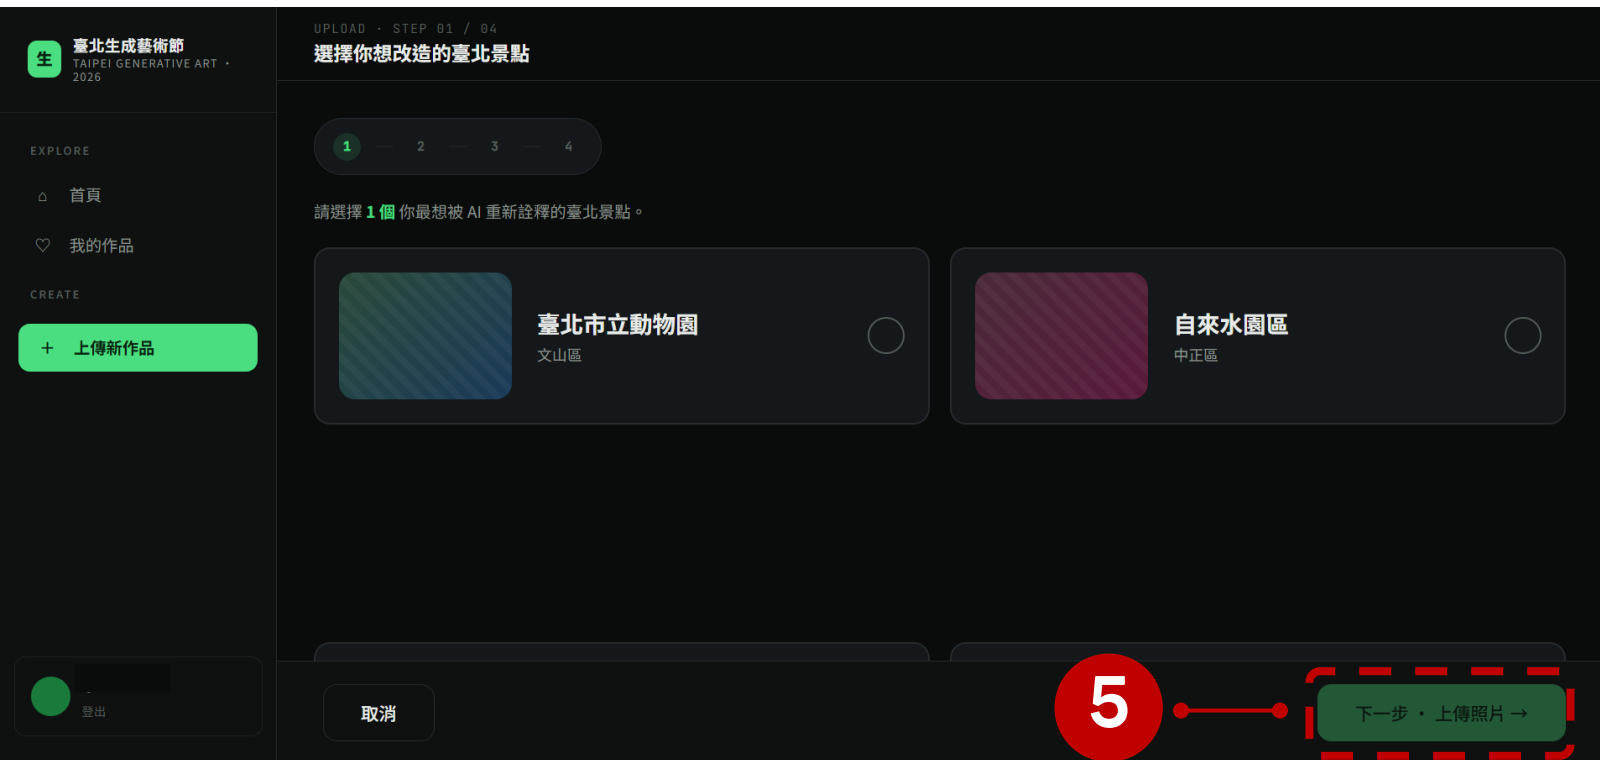 生
臺北生成藝術節
TAIPEI GENERATIVE ART ・
2026
EXPLORE
首頁
我的作品
CREATE
+ 上傳新作品
登出
UPLOAD · STEP 01 / 04
選擇你想改造的臺北景點
1 — 2 — 3 — 4
請選擇 1 個 你最想被 AI 重新詮釋的臺北景點。
臺北市立動物園
文山區
自來水園區
中正區
取消
5
下一步 ・ 上傳照片 →